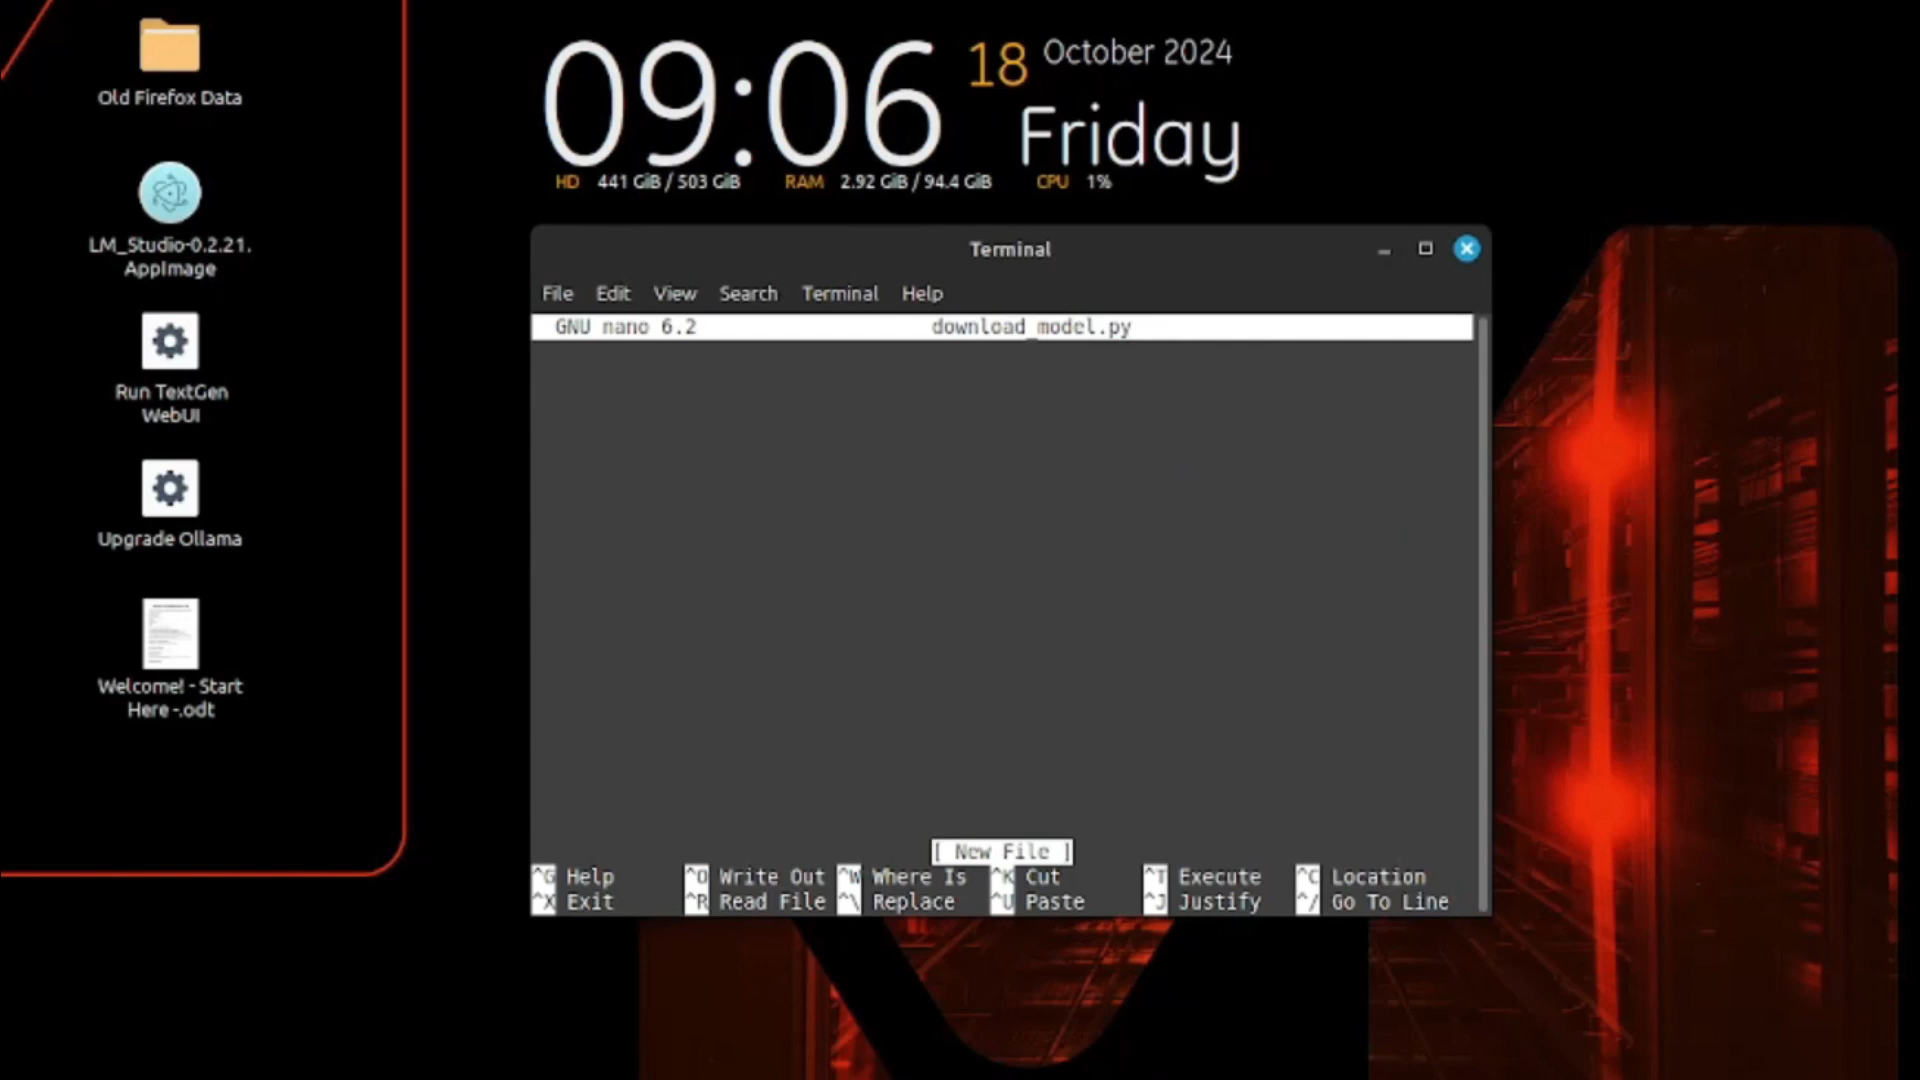 Old Firefox Data
LM_Studio-0.2.21.
AppImage
Run TextGen
WebUI
Upgrade Ollama
Welcome! - Start
Here -.odt
09:06
18 October 2024
Friday
HD 441 GiB / 503 GiB RAM 2.92 GiB / 94.4 GiB CPU 1%
Terminal
File Edit View Search Terminal Help
GNU nano 6.2 download_model.py
[ New File ]
^G Help ^O Write Out ^W Where Is ^K Cut ^T Execute ^C Location
^X Exit ^R Read File ^\ Replace ^U Paste ^J Justify ^/ Go To Line